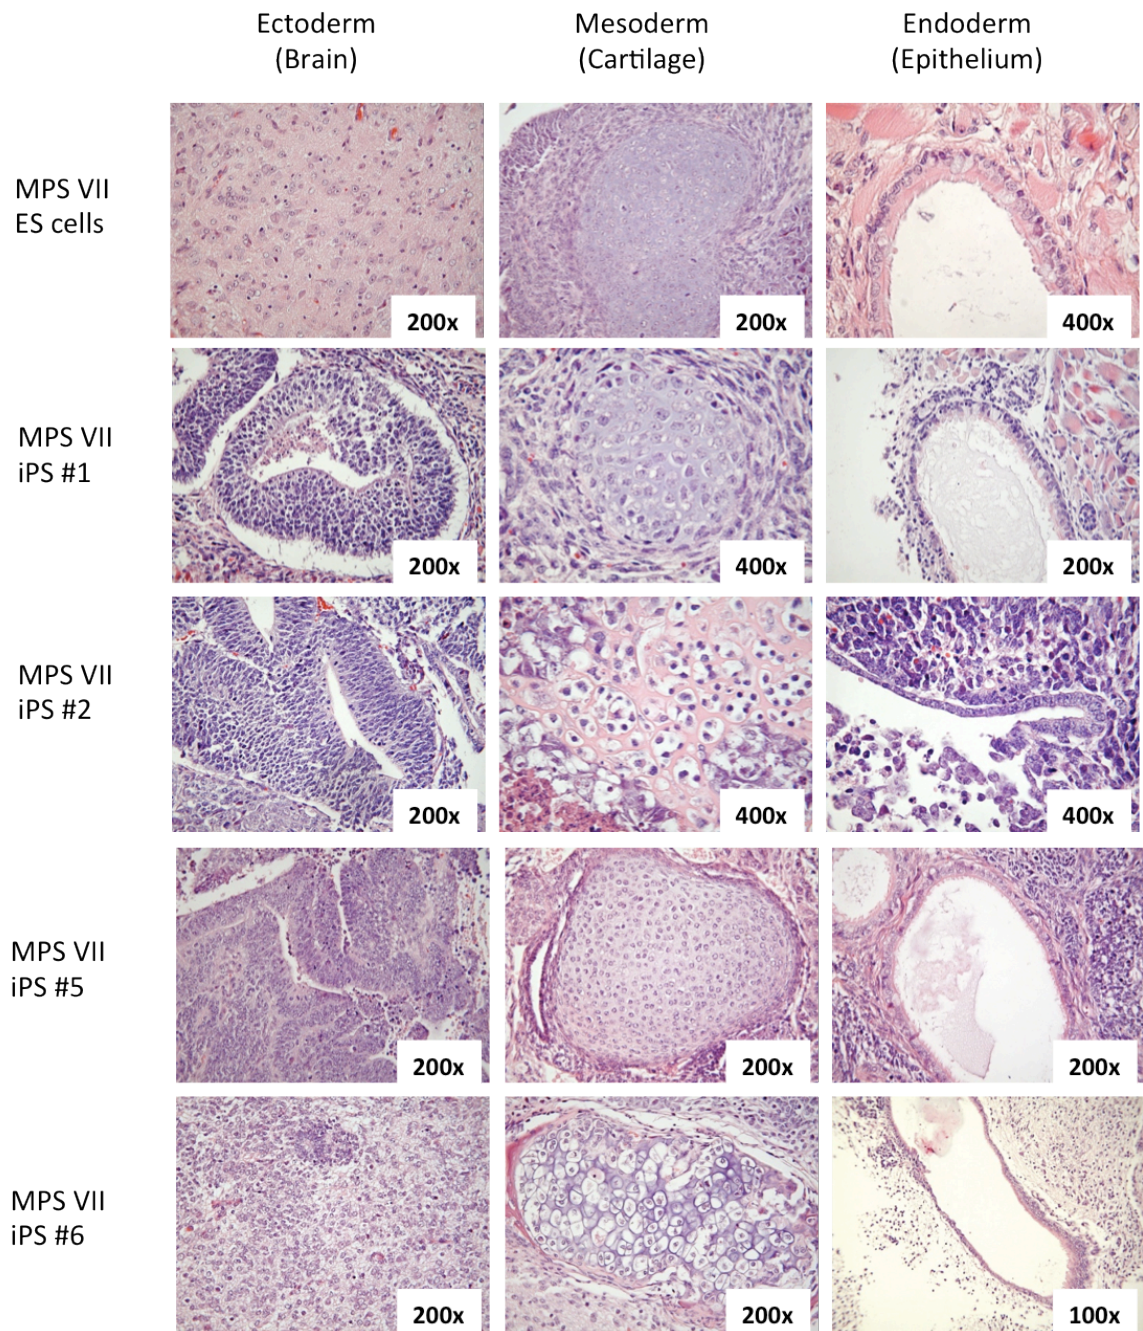 Ectoderm
(Brain)
Mesoderm
(Cartilage)
Endoderm
(Epithelium)
MPS VII
ES cells
200x
200x
400x
MPS VII
iPS #1
200x
400x
200x
MPS VII
iPS #2
200x
400x
400x
MPS VII
iPS #5
200x
200x
200x
MPS VII
iPS #6
200x
200x
100x